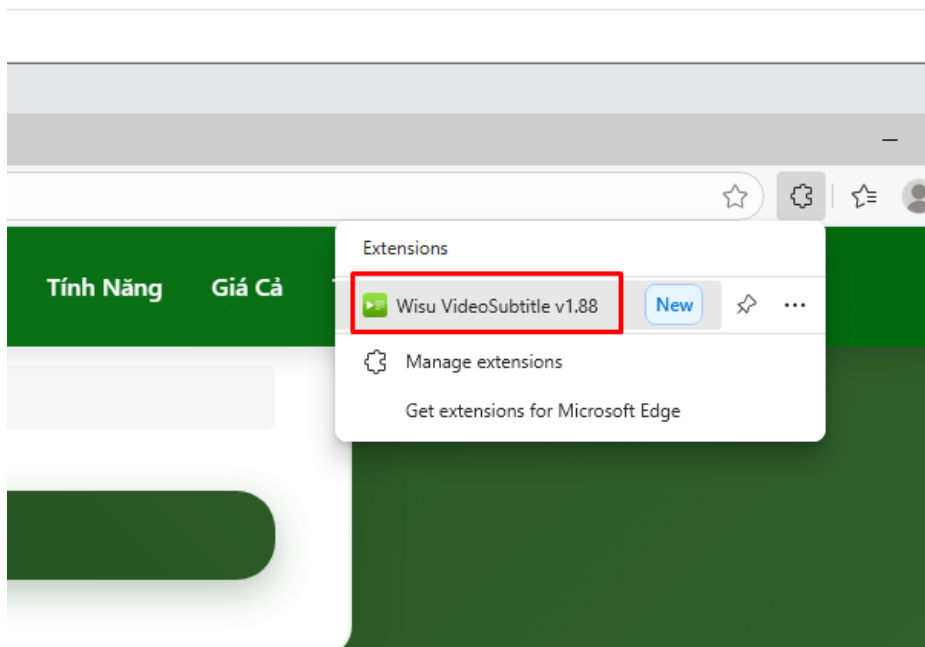 Extensions
Tính Năng
Giá Cả
Wisu VideoSubtitle v1.88
New
Manage extensions
Get extensions for Microsoft Edge